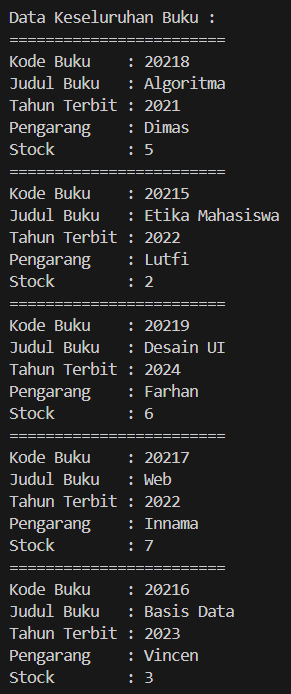 Data Keseluruhan Buku :
========================
Kode Buku    : 20218
Judul Buku   : Algoritma
Tahun Terbit : 2021
Pengarang    : Dimas
Stock        : 5
========================
Kode Buku    : 20215
Judul Buku   : Etika Mahasiswa
Tahun Terbit : 2022
Pengarang    : Lutfi
Stock        : 2
========================
Kode Buku    : 20219
Judul Buku   : Desain UI
Tahun Terbit : 2024
Pengarang    : Farhan
Stock        : 6
========================
Kode Buku    : 20217
Judul Buku   : Web
Tahun Terbit : 2022
Pengarang    : Innama
Stock        : 7
========================
Kode Buku    : 20216
Judul Buku   : Basis Data
Tahun Terbit : 2023
Pengarang    : Vincen
Stock        : 3